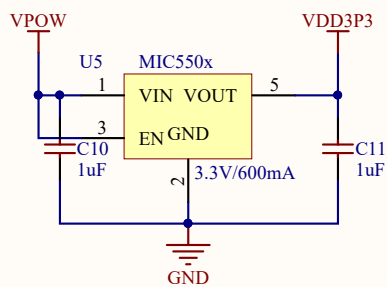 VPOW
VDD3P3
U5
MIC550x
1
VIN
VOUT
5
3
EN
GND
C10
1uF
2
3.3V/600mA
C11
1uF
GND